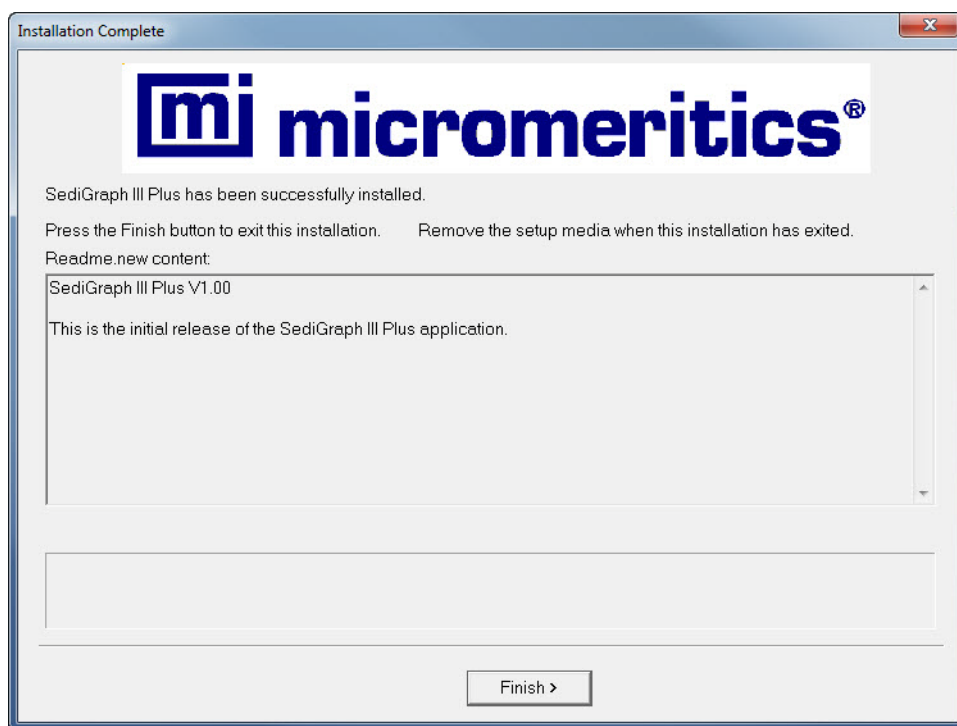 Installation Complete
mi micromeritics®
SediGraph III Plus has been successfully installed.
Press the Finish button to exit this installation. Remove the setup media when this installation has exited.
Readme.new content:
SediGraph III Plus V1.00
This is the initial release of the SediGraph III Plus application.
Finish >